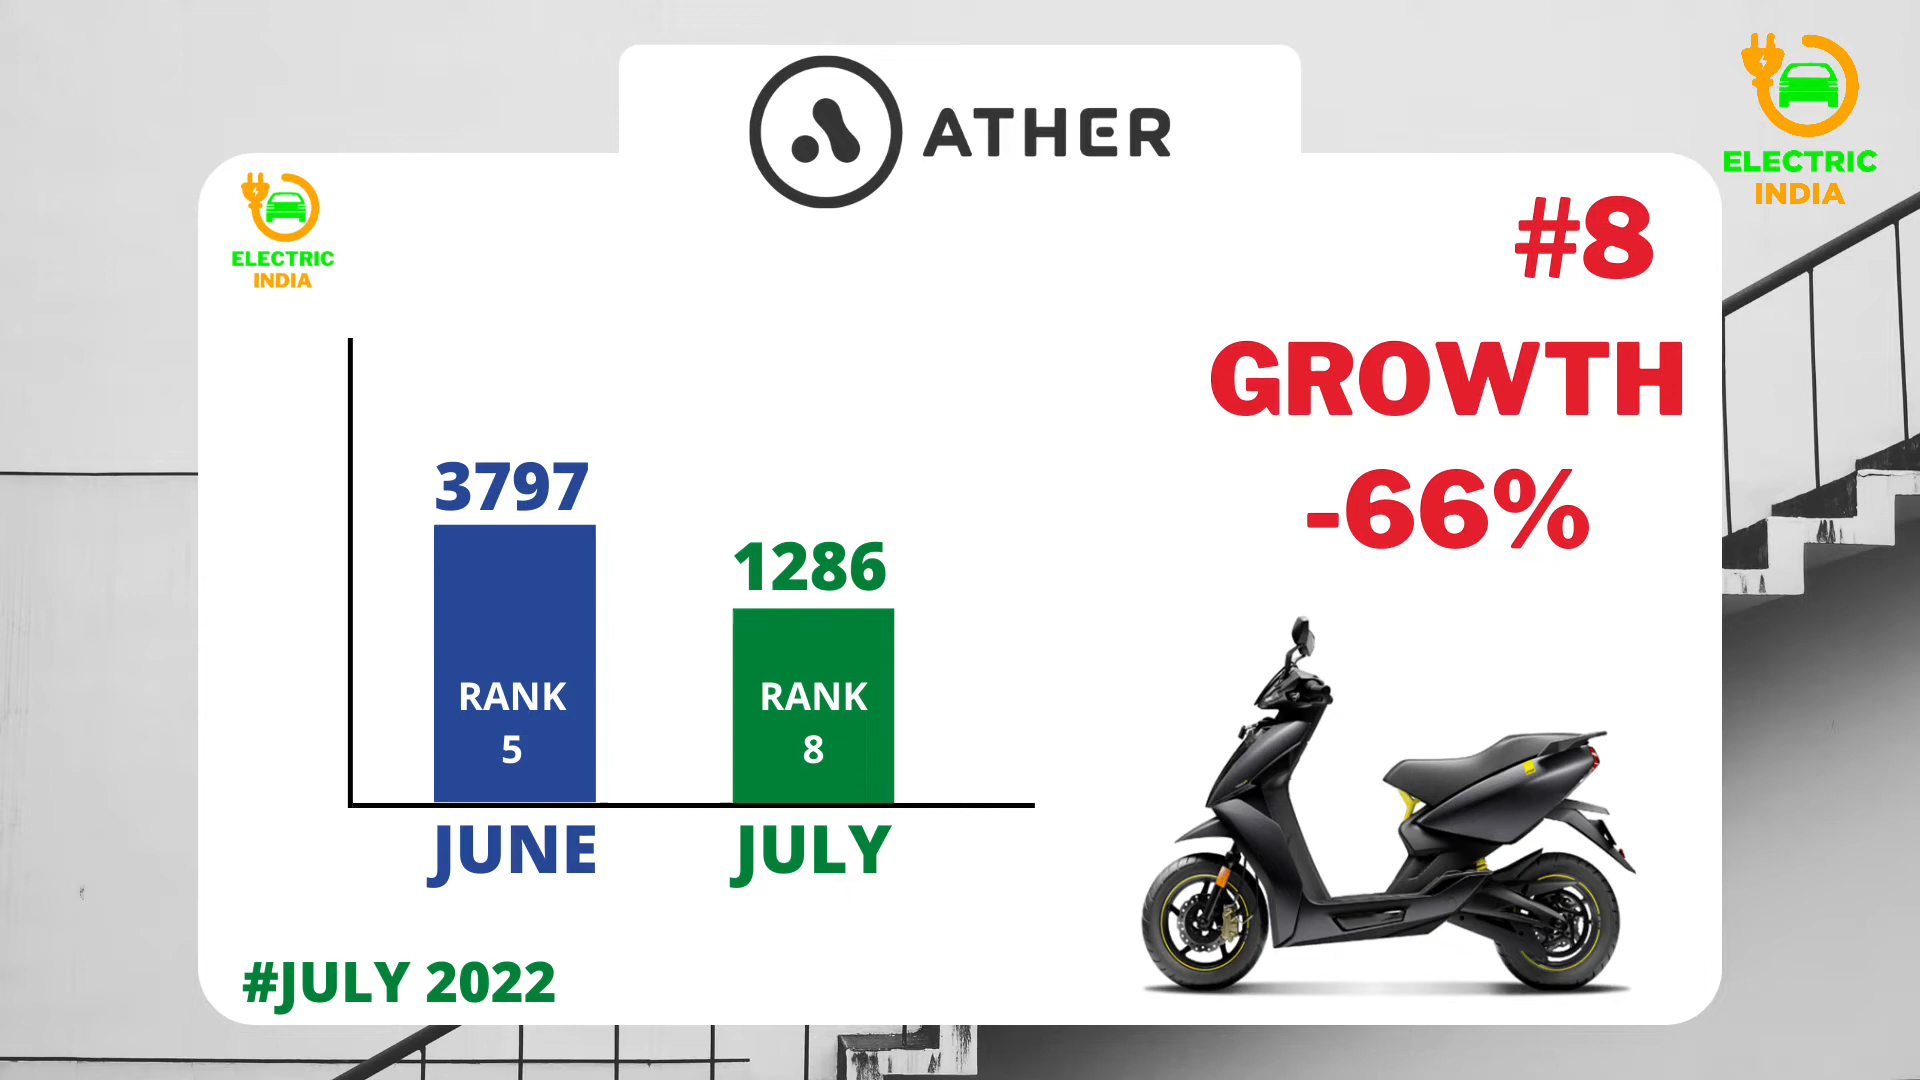 ATHER
ELECTRIC
INDIA
ELECTRIC
INDIA
#8
GROWTH
-66%
3797
1286
RANK
5
RANK
8
JUNE
JULY
#JULY 2022